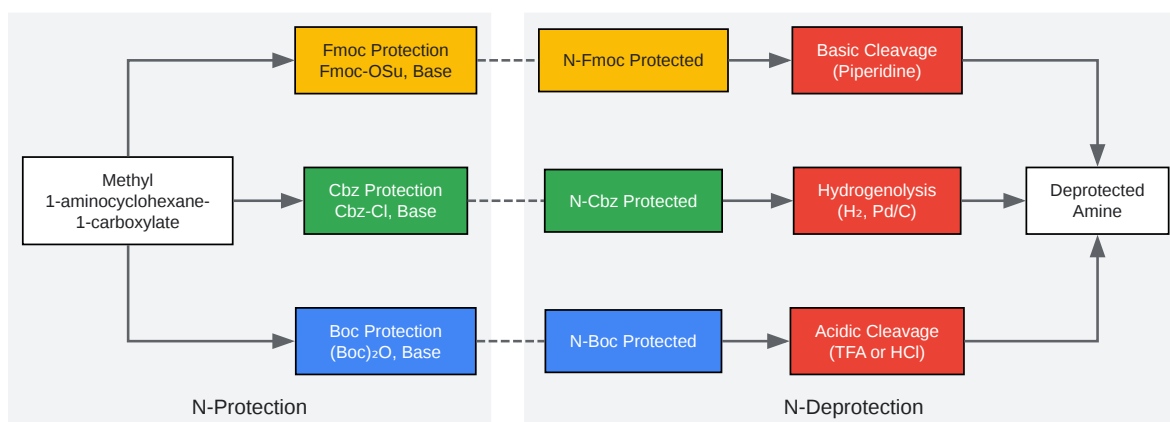 Fmoc Protection
Fmoc-OSu, Base
N-Fmoc Protected
Basic Cleavage
(Piperidine)
Methyl
1-aminocyclohexane-
1-carboxylate
Cbz Protection
Cbz-Cl, Base
N-Cbz Protected
Hydrogenolysis
(H₂, Pd/C)
Deprotected
Amine
Boc Protection
(Boc)₂O, Base
N-Boc Protected
Acidic Cleavage
(TFA or HCl)
N-Protection
N-Deprotection